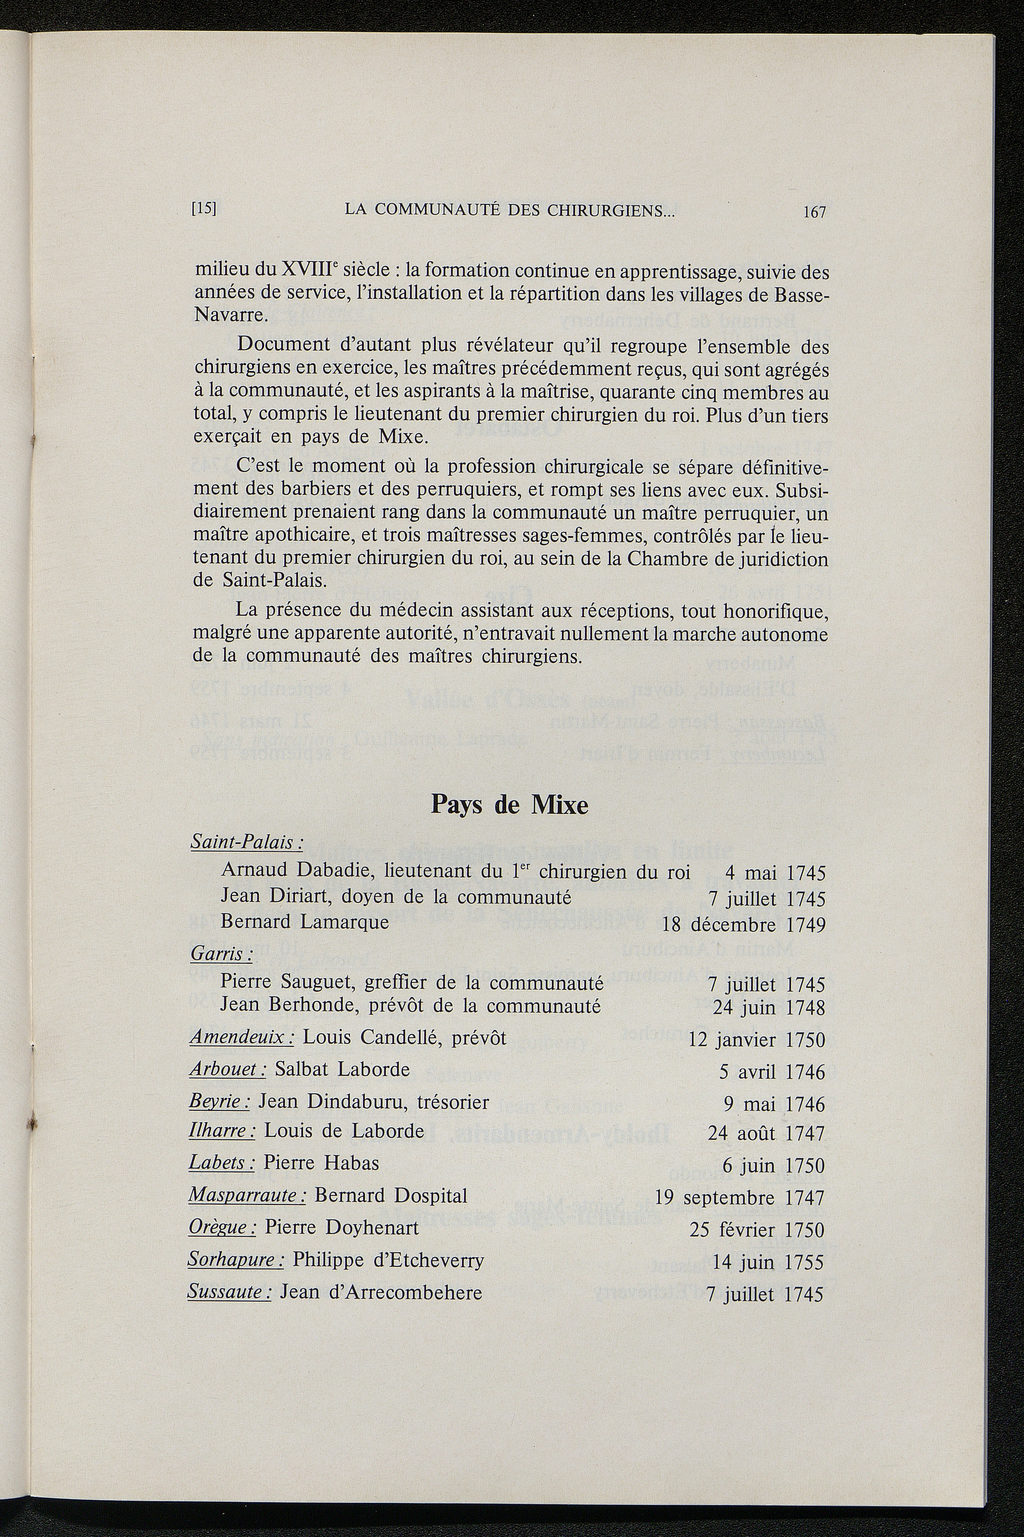 [15] LA COMMUNAUTÉ DES CHIRURGIENS... 167
milieu du XVIIIe siècle : la formation continue en apprentissage, suivie des
années de service, l'installation et la répartition dans les villages de Basse-
Navarre.
Document d'autant plus révélateur qu'il regroupe l'ensemble des
chirurgiens en exercice, les maîtres précédemment reçus, qui sont agrégés
à la communauté, et les aspirants à la maîtrise, quarante cinq membres au
total, y compris le lieutenant du premier chirurgien du roi. Plus d'un tiers
exerçait en pays de Mixe.
C'est le moment où la profession chirurgicale se sépare définitive-
ment des barbiers et des perruquiers, et rompt ses liens avec eux. Subsi-
diairement prenaient rang dans la communauté un maître perruquier, un
maître apothicaire, et trois maîtresses sages-femmes, contrôlés par le lieu-
tenant du premier chirurgien du roi, au sein de la Chambre de juridiction
de Saint-Palais.
La présence du médecin assistant aux réceptions, tout honorifique,
malgré une apparente autorité, n'entravait nullement la marche autonome
de la communauté des maîtres chirurgiens.
Pays de Mixe
Saint-Palais :
Arnaud Dabadie, lieutenant du 1er chirurgien du roi 4 mai 1745
Jean Diriart, doyen de la communauté 7 juillet 1745
Bernard Lamarque 18 décembre 1749
Garris :
Pierre Sauguet, greffier de la communauté 7 juillet 1745
Jean Berhonde, prévôt de la communauté 24 juin 1748
Amendeuix : Louis Candellé, prévôt 12 janvier 1750
Arbouet : Salbat Laborde 5 avril 1746
Beyrie : Jean Dindaburu, trésorier 9 mai 1746
Ilharre : Louis de Laborde 24 août 1747
Labets : Pierre Habas 6 juin 1750
Masparraute : Bernard Dospital 19 septembre 1747
Orègue : Pierre Doyhenart 25 février 1750
Sorhapure : Philippe d'Etcheverry 14 juin 1755
Sussaute : Jean d'Arrecombehere 7 juillet 1745